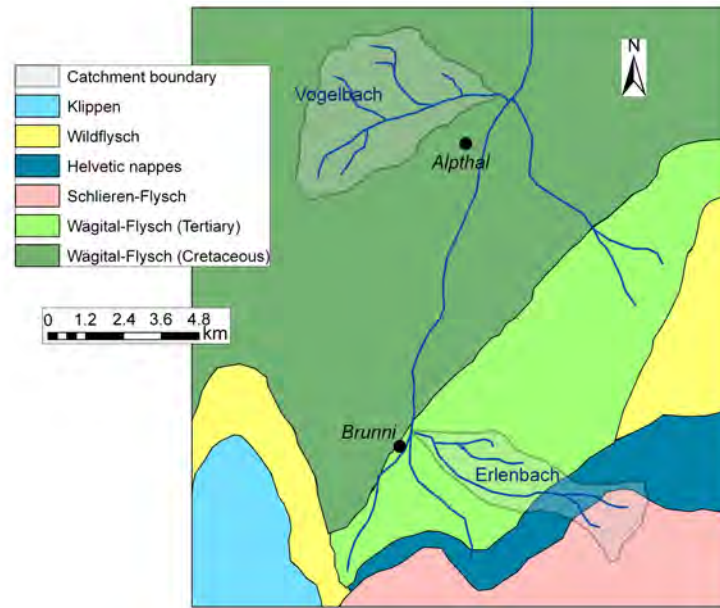 N
Vogelbach
Alpthal
Catchment boundary
Klippen
Wildflysch
Helvetic nappes
Schlieren-Flysch
Wägital-Flysch (Tertiary)
Wägital-Flysch (Cretaceous)
0 1.2 2.4 3.6 4.8
km
Brunni
Erlenbach